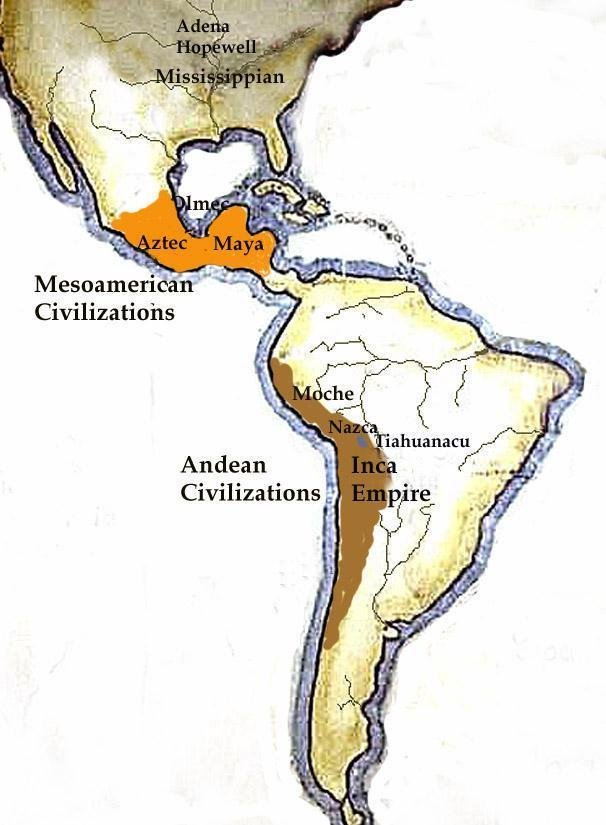 Adena
Hopewell
Mississippian
Olmec
Aztec
Maya
Mesoamerican
Civilizations
Moche
Nazca
Tiahuanacu
Andean
Civilizations
Inca
Empire